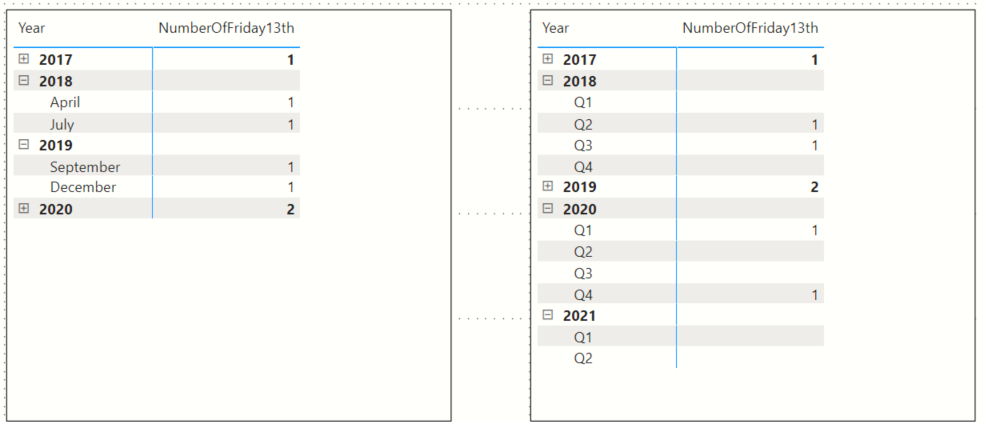 Year NumberOfFriday13th
2017 1
2018
April 1
July 1
2019
September 1
December 1
2020 2
Year NumberOfFriday13th
2017 1
2018
Q1
Q2 1
Q3 1
Q4
2019 2
2020
Q1 1
Q2
Q3
Q4 1
2021
Q1
Q2